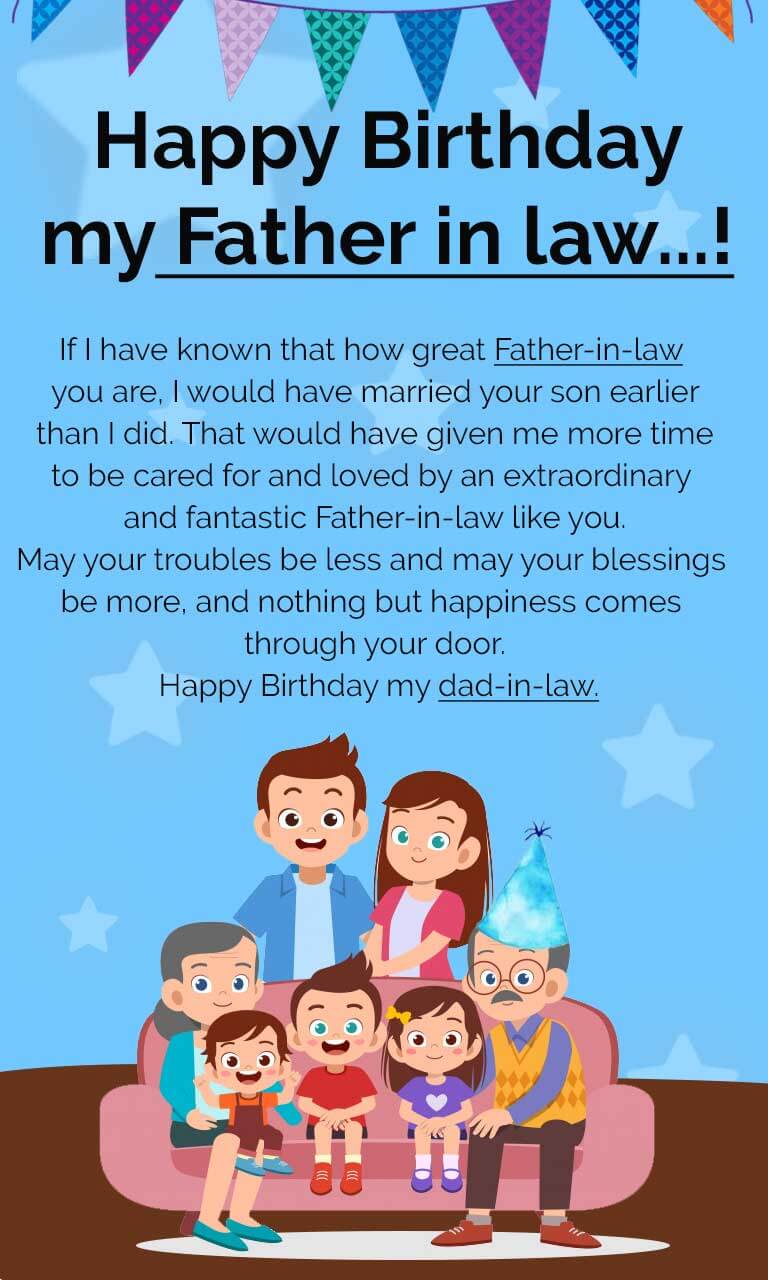 Happy Birthday
my Father in law...!
If I have known that how great Father-in-law
you are, I would have married your son earlier
than I did. That would have given me more time
to be cared for and loved by an extraordinary
and fantastic Father-in-law like you.
May your troubles be less and may your blessings
be more, and nothing but happiness comes
through your door.
Happy Birthday my dad-in-law.